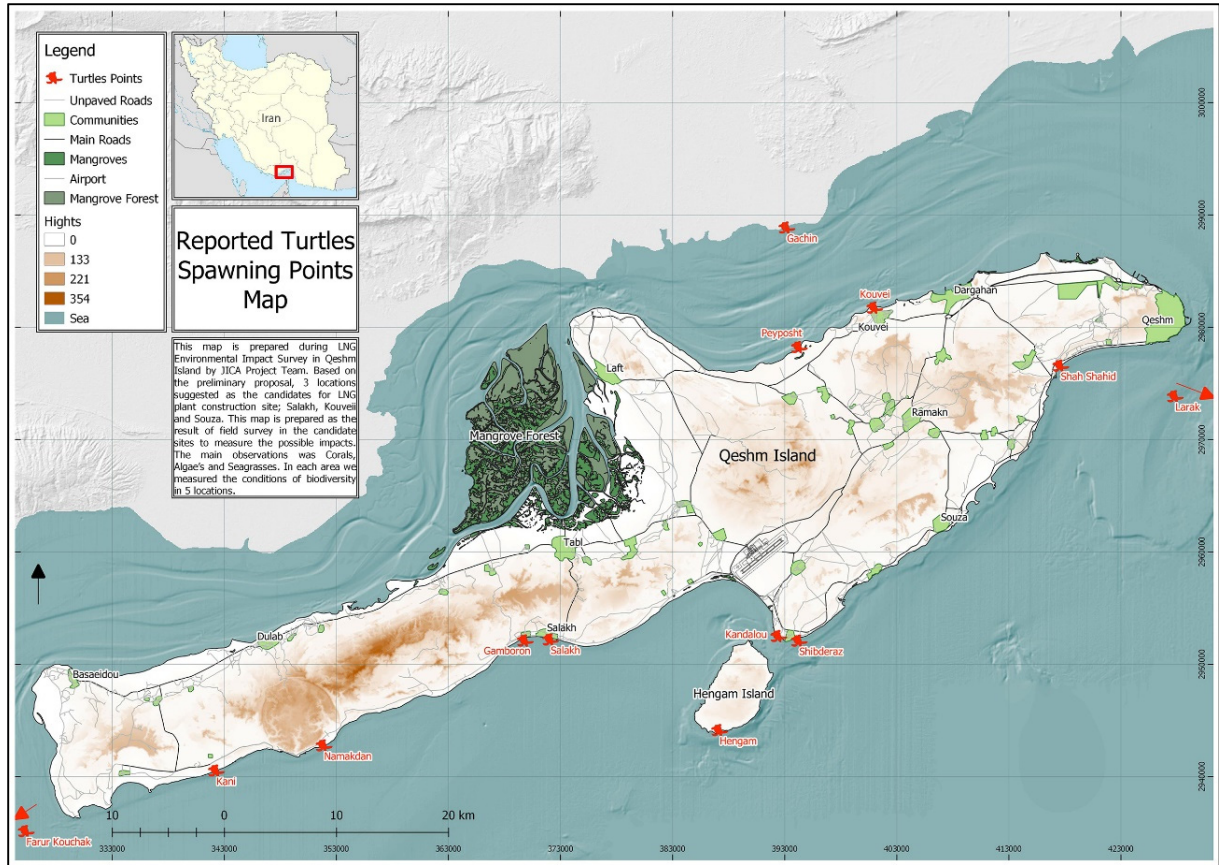 Legend
Turtles Points
Unpaved Roads
Communities
Main Roads
Mangroves
Airport
Mangrove Forest
Hights
0
133
221
354
Sea
Iran
Reported Turtles
Spawning Points
Map
This map is prepared during LNG
Environmental Impact Survey in Qeshm
Island by JICA Project Team. Based on
the preliminary proposal, 3 locations
suggested as the candidates for LNG
plant construction site; Salakh, Kouveii
and Souza. This map is prepared as the
result of field survey in the candidate
sites to measure the possible impacts.
The main observations was Corals,
Algae's and Seagrasses. In each area we
measured the conditions of biodversity
in 5 locations.
Gachin
Kouvei
Kouvei
Dargahan
Qeshm
Peyposht
Laft
Shah Shahid
Larak
Ramakn
Mangrove Forest
Qeshm Island
Souza
Tabl
Dulab
Salakh
Gamboron
Salakh
Kandalou
Shibderaz
Basaeidou
Hengam Island
Hengam
Namakdan
Kani
Farur Kouchak
10
0
10
20 km
333000
343000
353000
363000
373000
383000
393000
403000
413000
423000
3000000
2990000
2980000
2970000
2960000
2950000
2940000